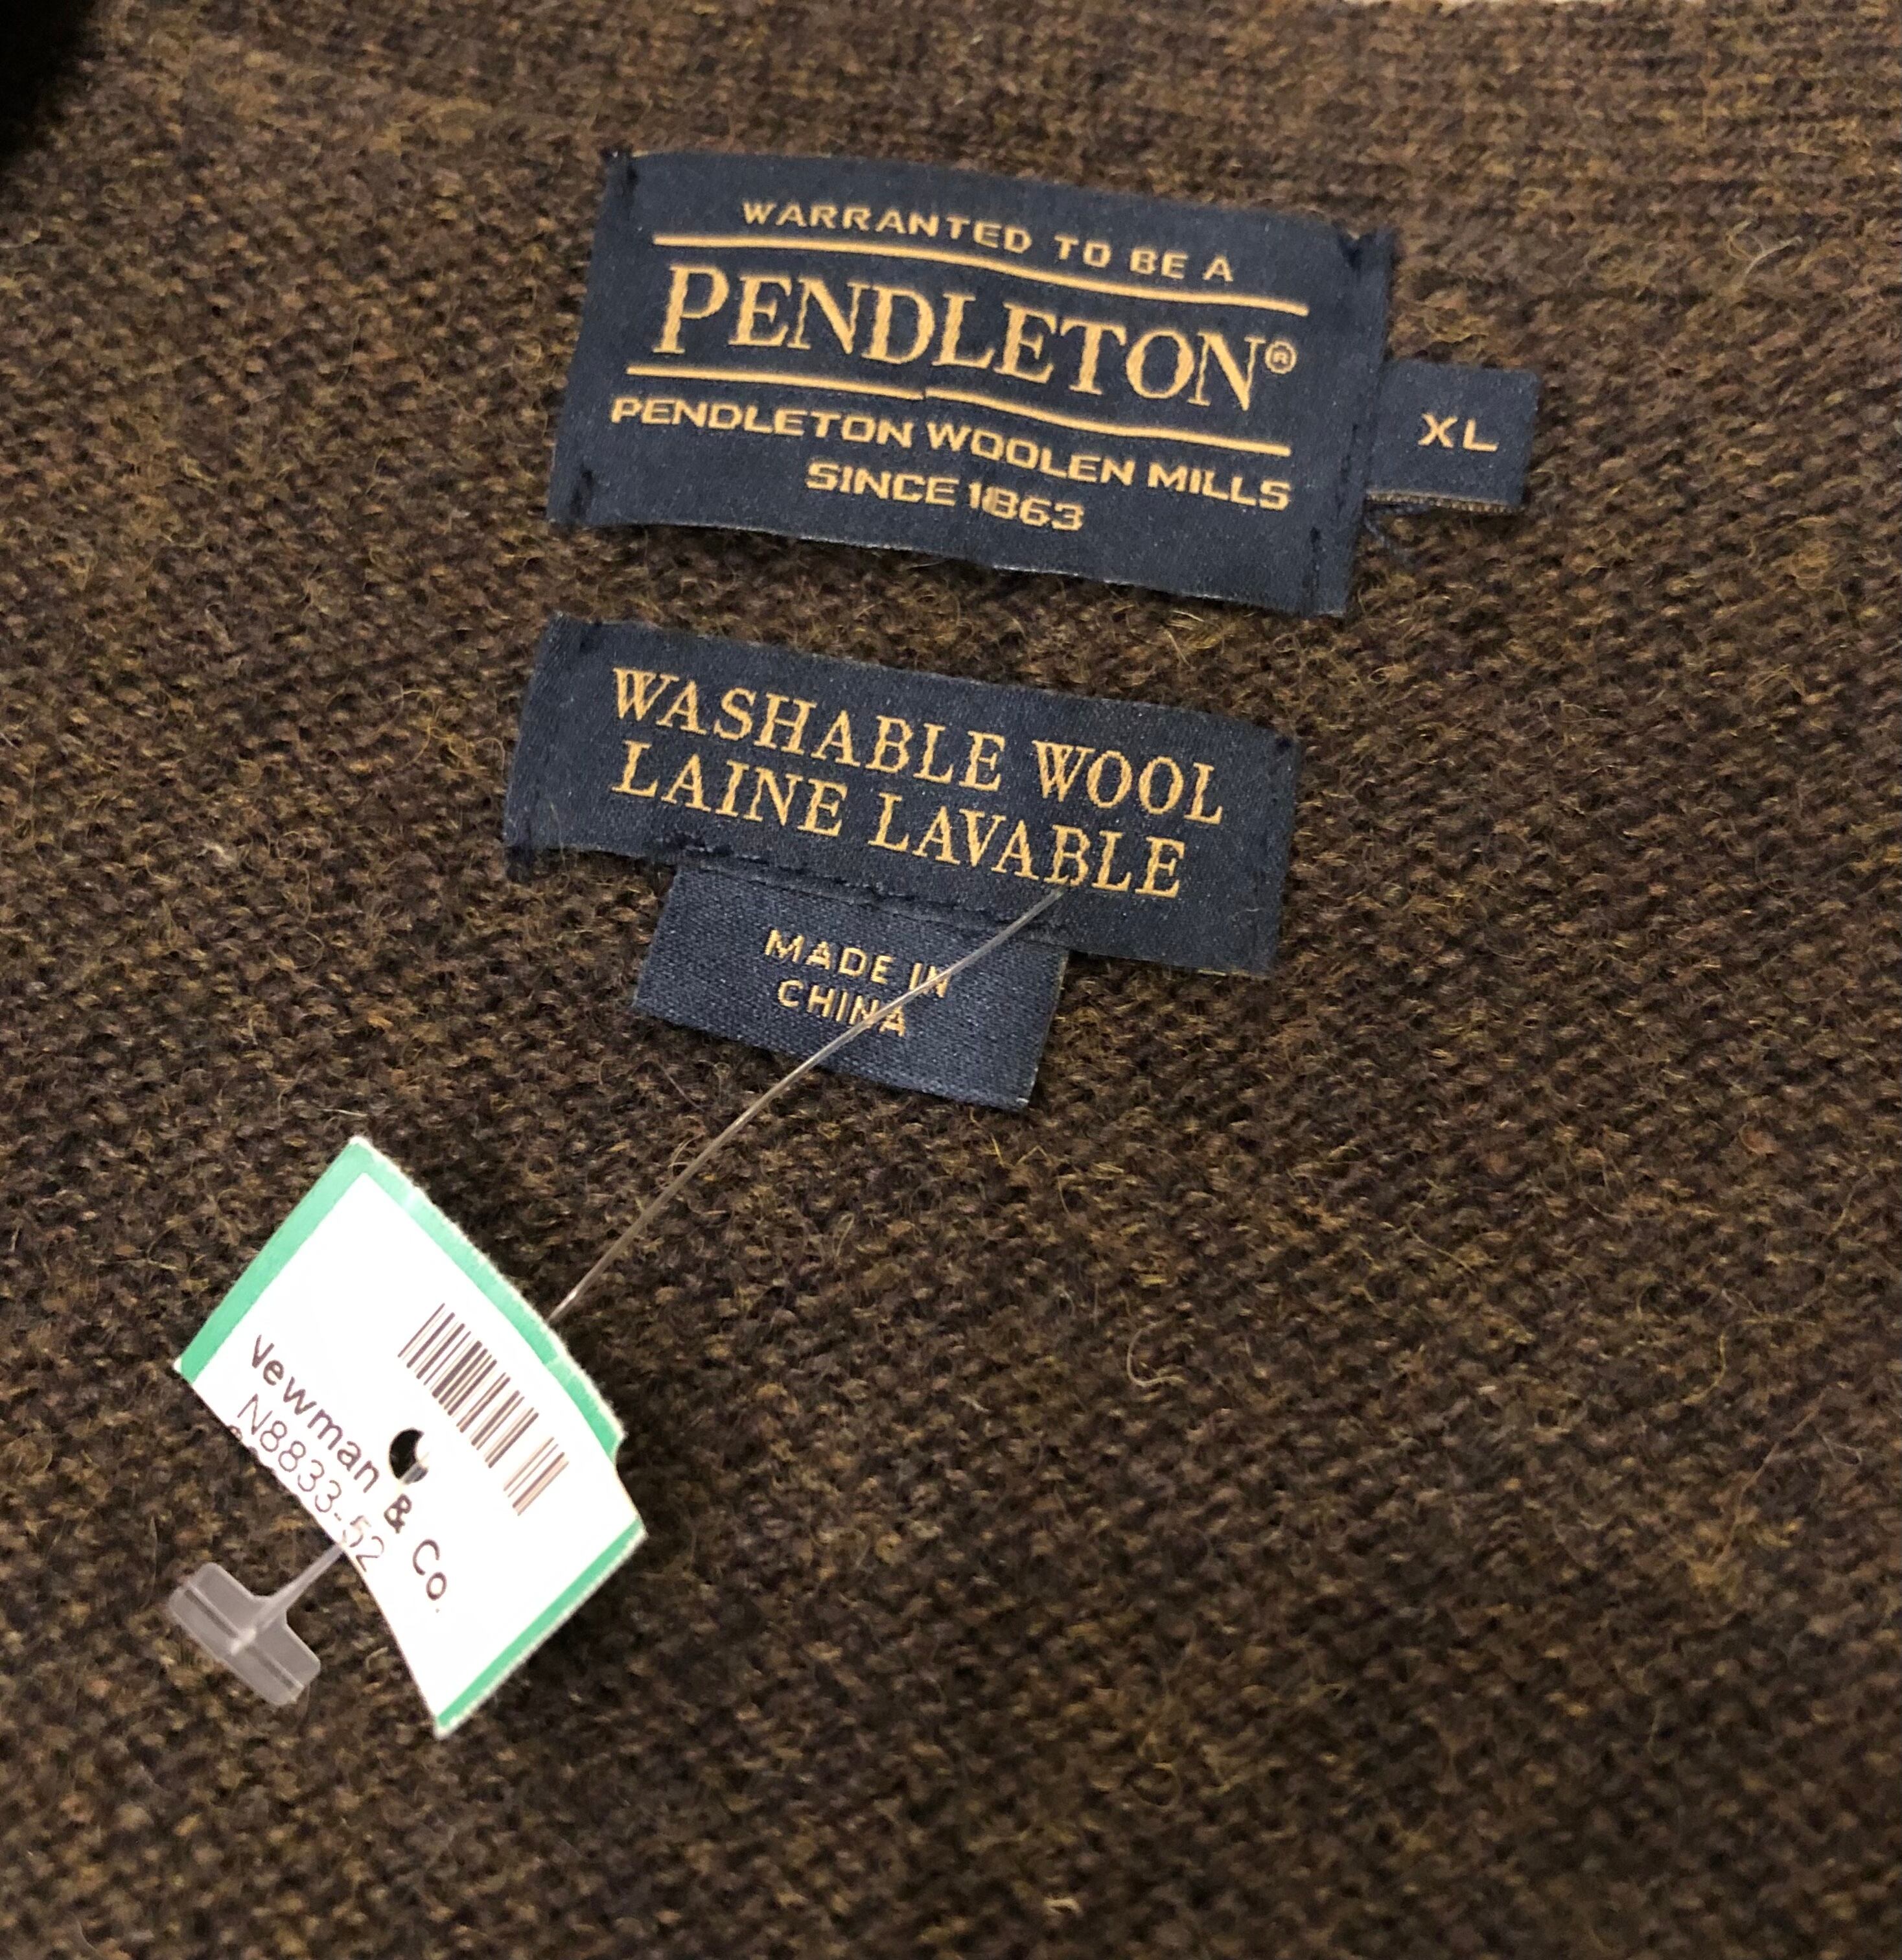 WARRANTED TO BE A
PENDLETON®
PENDLETON WOOLEN MILLS
SINCE 1863
XL
WASHABLE WOOL
LAINE LAVABLE
MADE IN
CHINA
Vewman & Co.
N8833-52